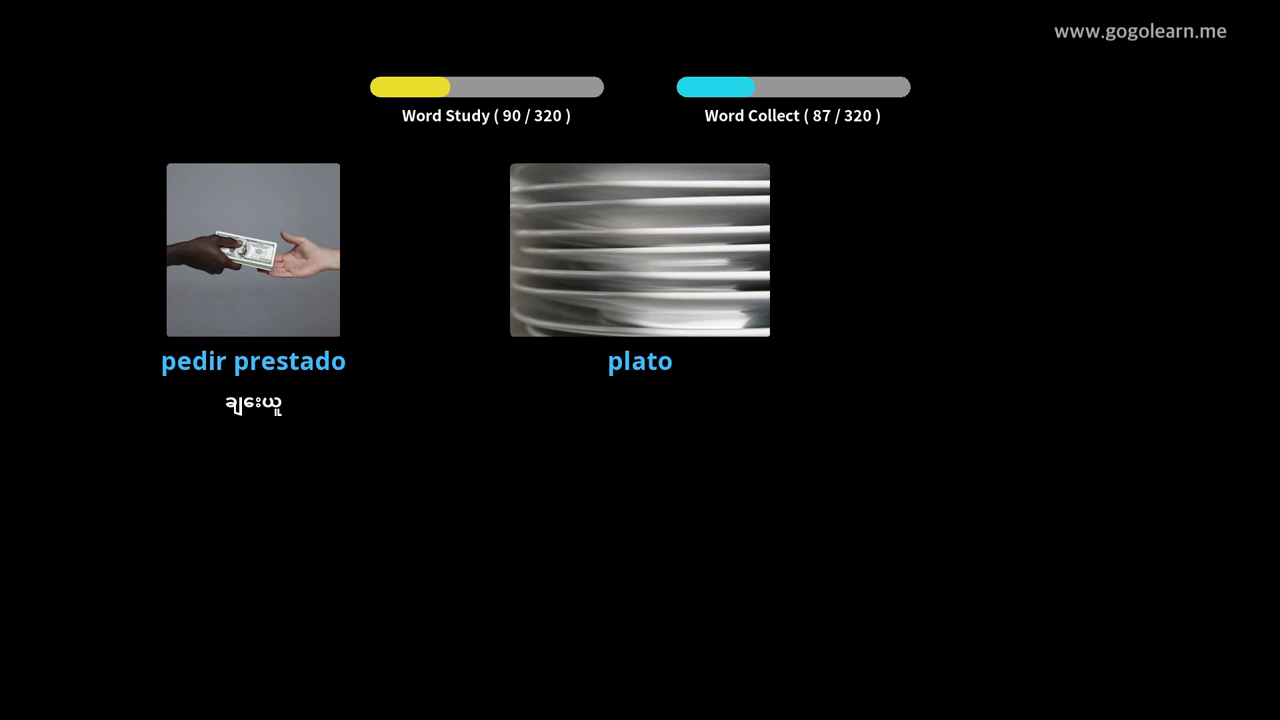 www.gogolearn.me
Word Study ( 90 / 320 )
Word Collect ( 87 / 320 )
pedir prestado
plato
ချေးယူ